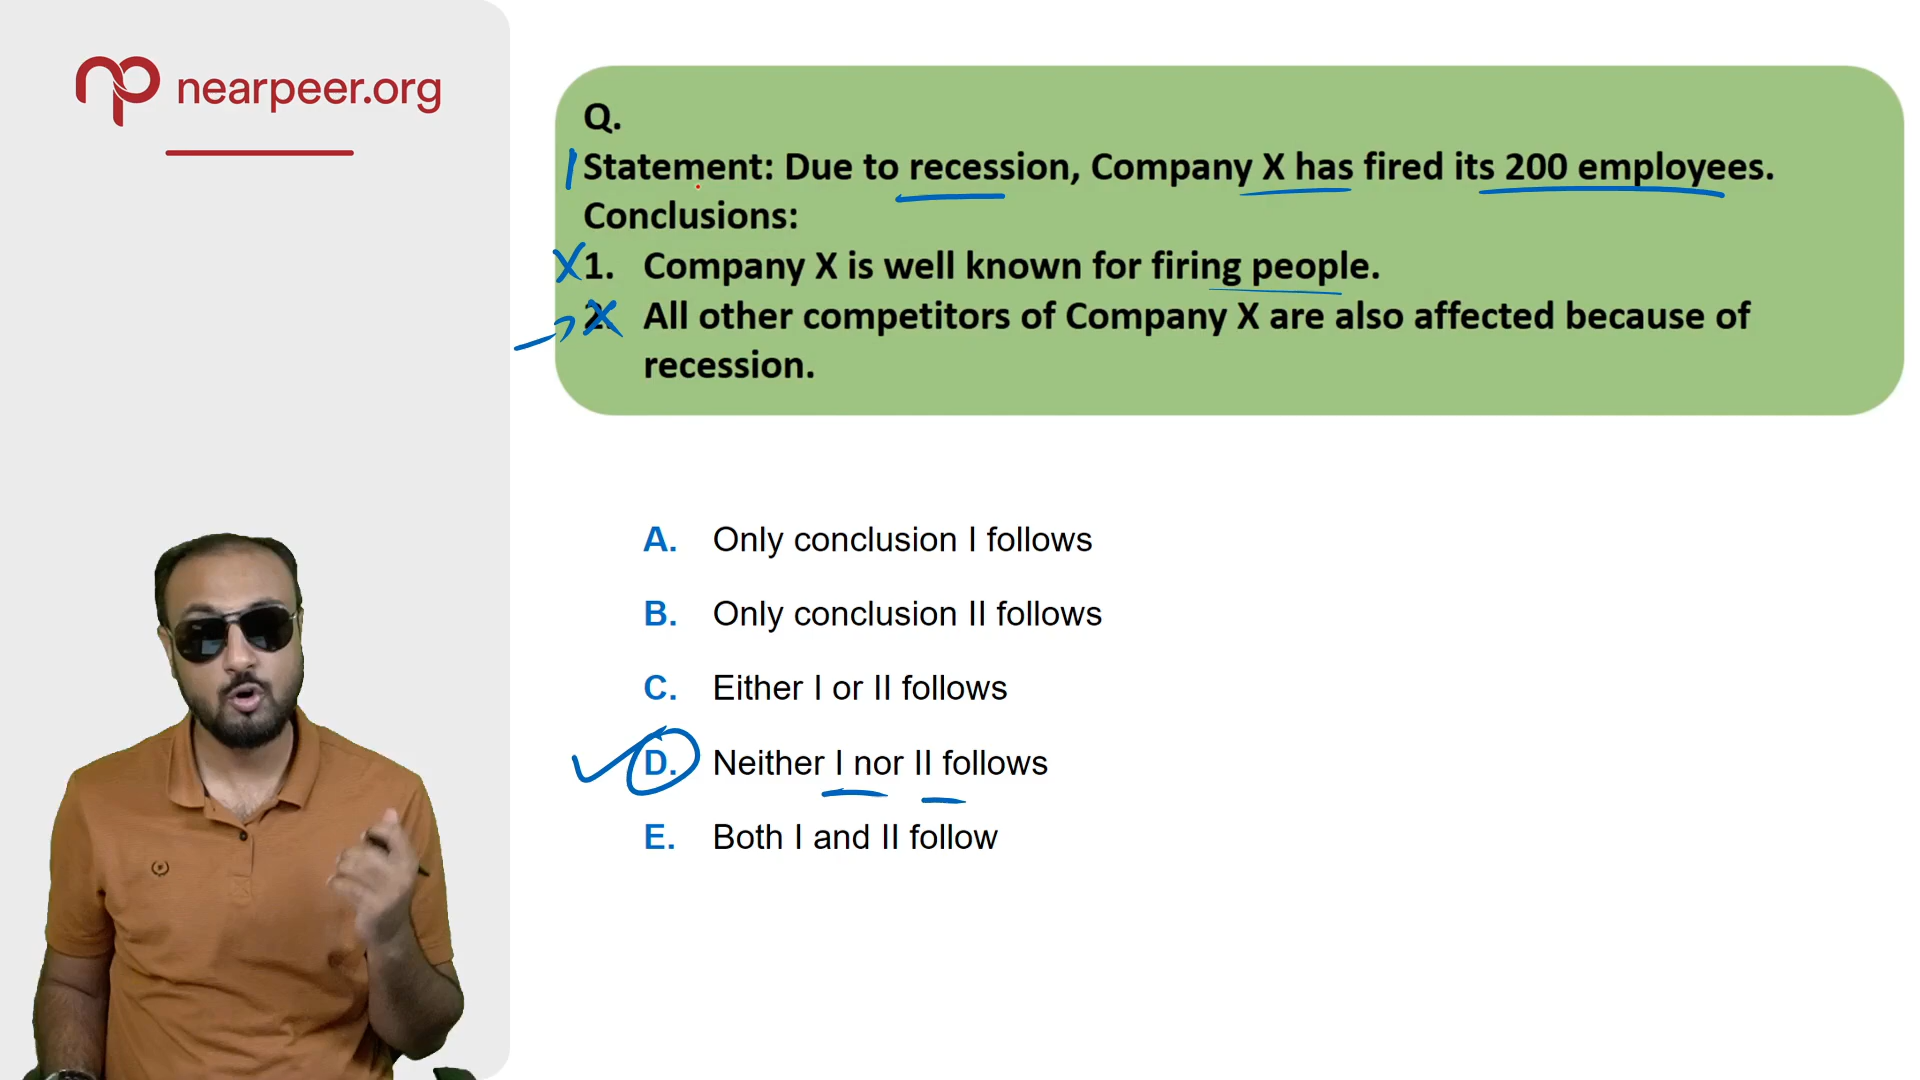 nearpeer.org
Q.
Statement: Due to recession, Company X has fired its 200 employees.
Conclusions:
1. Company X is well known for firing people.
2. All other competitors of Company X are also affected because of
recession.
A. Only conclusion I follows
B. Only conclusion II follows
C. Either I or II follows
D. Neither I nor II follows
E. Both I and II follow